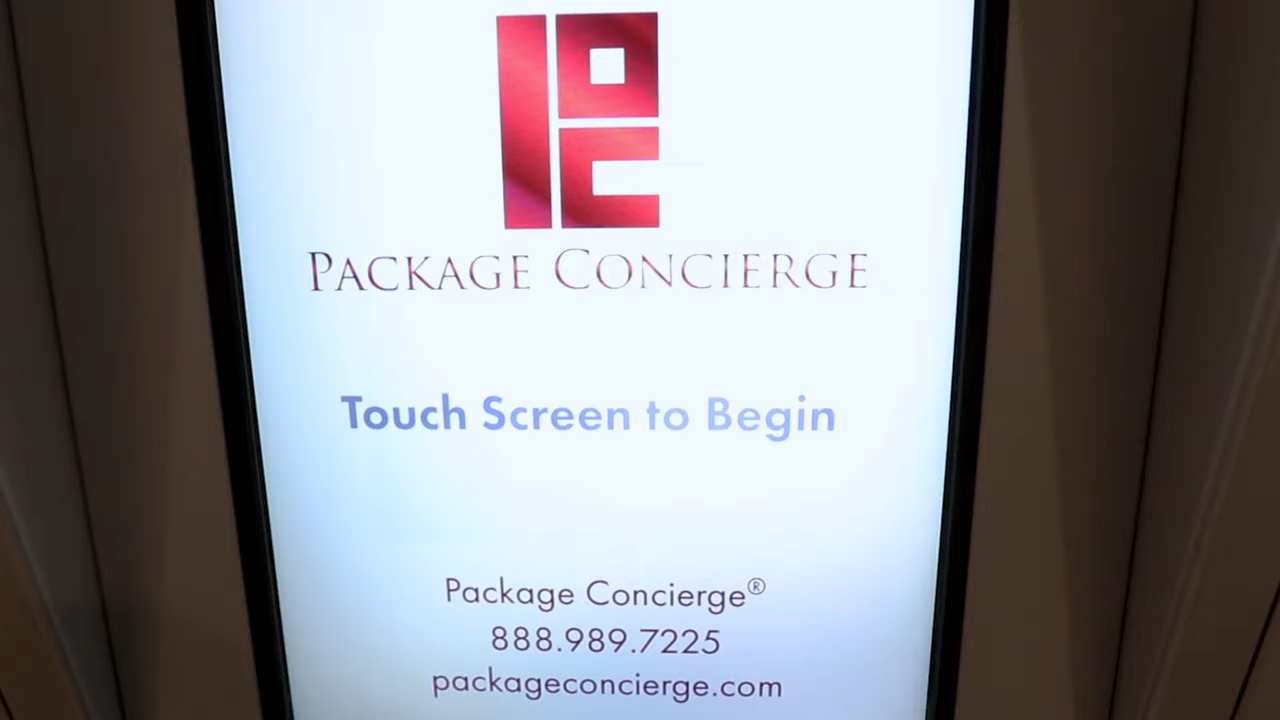 PACKAGE CONCIERGE
Touch Screen to Begin
Package Concierge®
888.989.7225
packageconcierge.com